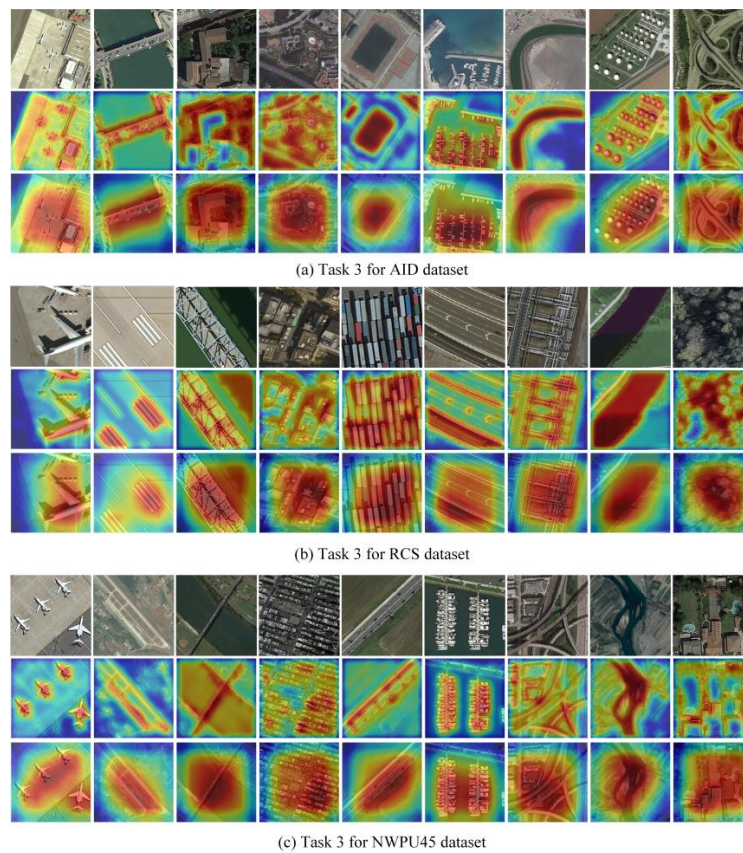 (a) Task 3 for AID dataset
(b) Task 3 for RCS dataset
(c) Task 3 for NWPU45 dataset